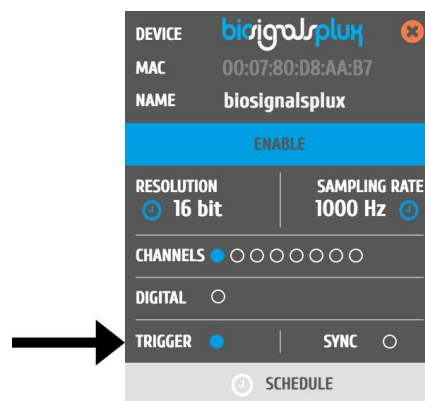 DEVICE biosignalsplux
MAC 00:07:80:D8:AA:B7
NAME biosignalsplux
ENABLE
RESOLUTION SAMPLING RATE
16 bit 1000 Hz
CHANNELS
DIGITAL
TRIGGER SYNC
SCHEDULE